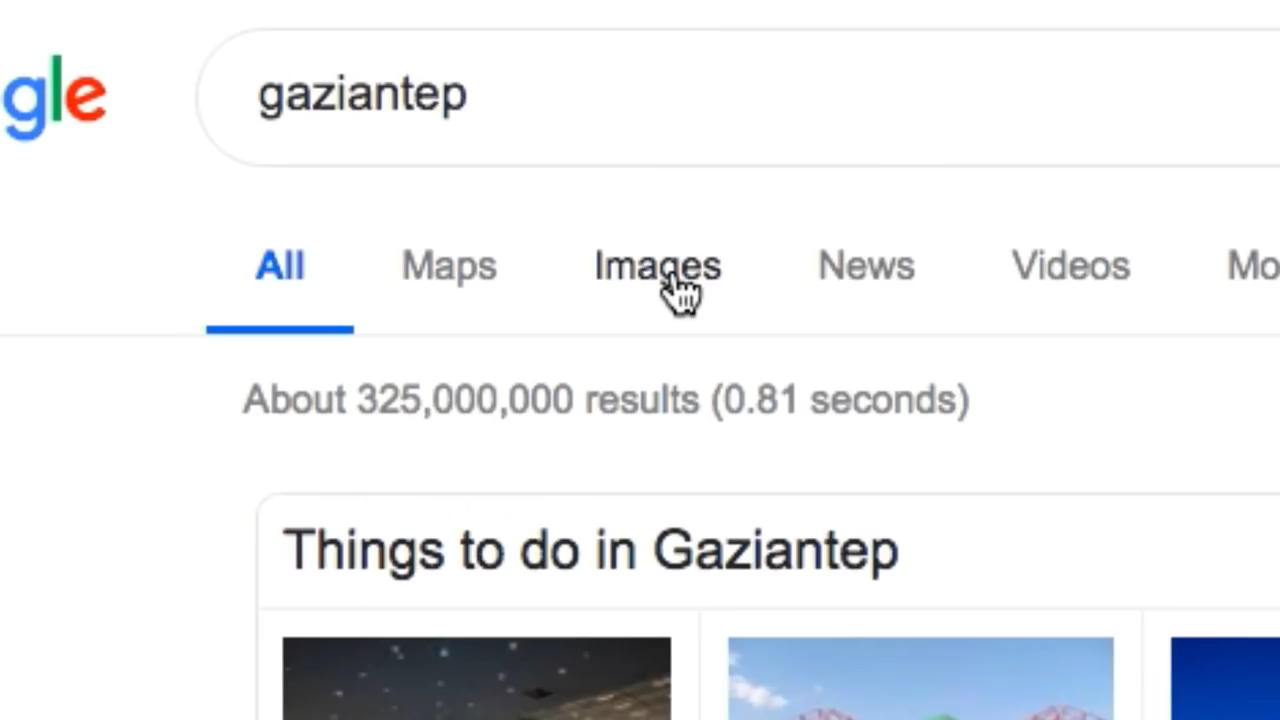 gle
gaziantep
All Maps Images News Videos Mo
About 325,000,000 results (0.81 seconds)
Things to do in Gaziantep